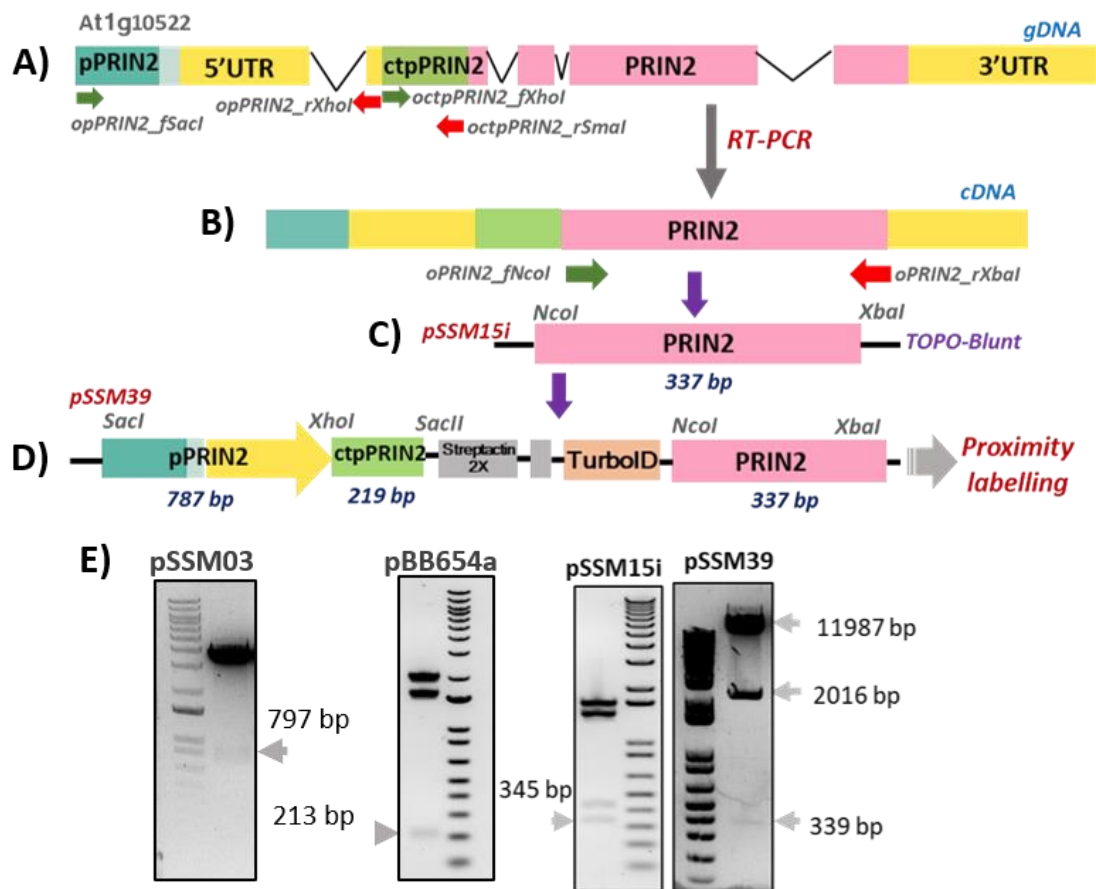 At1g10522
A)
gDNA
pPRIN2
5'UTR
ctpPRIN2
PRIN2
3'UTR
opPRIN2_rXhoI
octpPRIN2_fXhoI
opPRIN2_fSacI
octpPRIN2_rSmaI
RT-PCR
cDNA
B)
PRIN2
oPRIN2_fNcoI
oPRIN2_rXbaI
NcoI
XbaI
C)
pSSM15i
PRIN2
TOPO-Blunt
337 bp
pSSM39
SacI
XhoI
SacII
NcoI
XbaI
D)
pPRIN2
ctpPRIN2
Streptactin
2X
TurboID
PRIN2
Proximity
labelling
787 bp
219 bp
337 bp
E)
pSSM03
pBB654a
pSSM15i
pSSM39
11987 bp
2016 bp
797 bp
345 bp
213 bp
339 bp